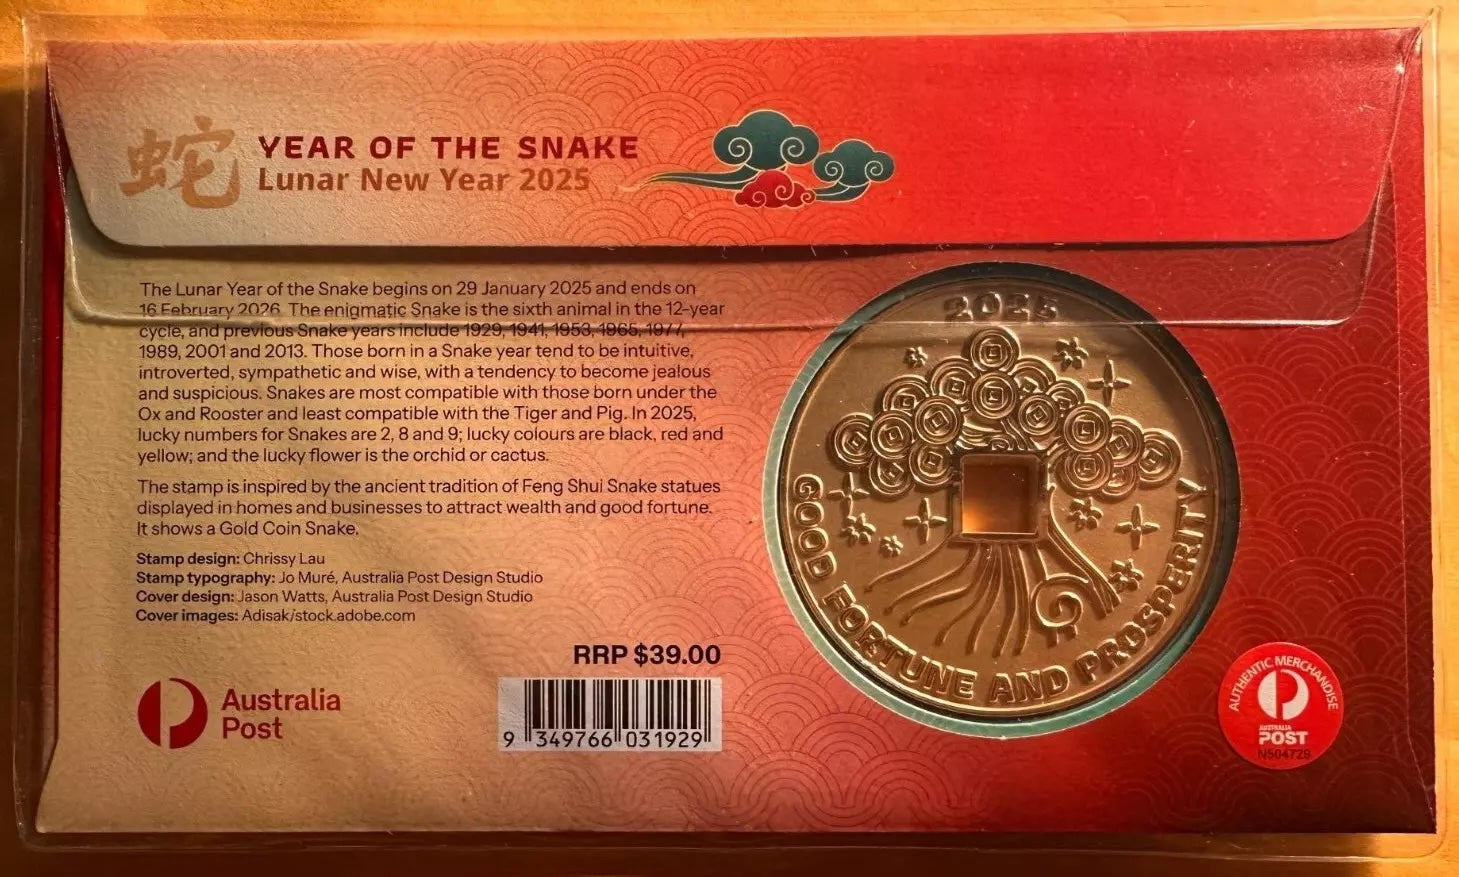 蛇
YEAR OF THE SNAKE
Lunar New Year 2025
The Lunar Year of the Snake begins on 29 January 2025 and ends on
16 February 2026. The enigmatic Snake is the sixth animal in the 12-year
cycle, and previous Snake years include 1929, 1941, 1953, 1965, 1977,
1989, 2001 and 2013. Those born in a Snake year tend to be intuitive,
introverted, sympathetic and wise, with a tendency to become jealous
and suspicious. Snakes are most compatible with those born under the
Ox and Rooster and least compatible with the Tiger and Pig. In 2025,
lucky numbers for Snakes are 2, 8 and 9; lucky colours are black, red and
yellow; and the lucky flower is the orchid or cactus.
The stamp is inspired by the ancient tradition of Feng Shui Snake statues
displayed in homes and businesses to attract wealth and good fortune.
It shows a Gold Coin Snake.
Stamp design: Chrissy Lau
Stamp typography: Jo Muré, Australia Post Design Studio
Cover design: Jason Watts, Australia Post Design Studio
Cover images: Adisak/stock.adobe.com
RRP $39.00
Australia
Post
9 349766 031929
2025
GOOD FORTUNE AND PROSPERITY
AUTHENTIC MERCHANDISE
AUSTRALIA
POST
N504729